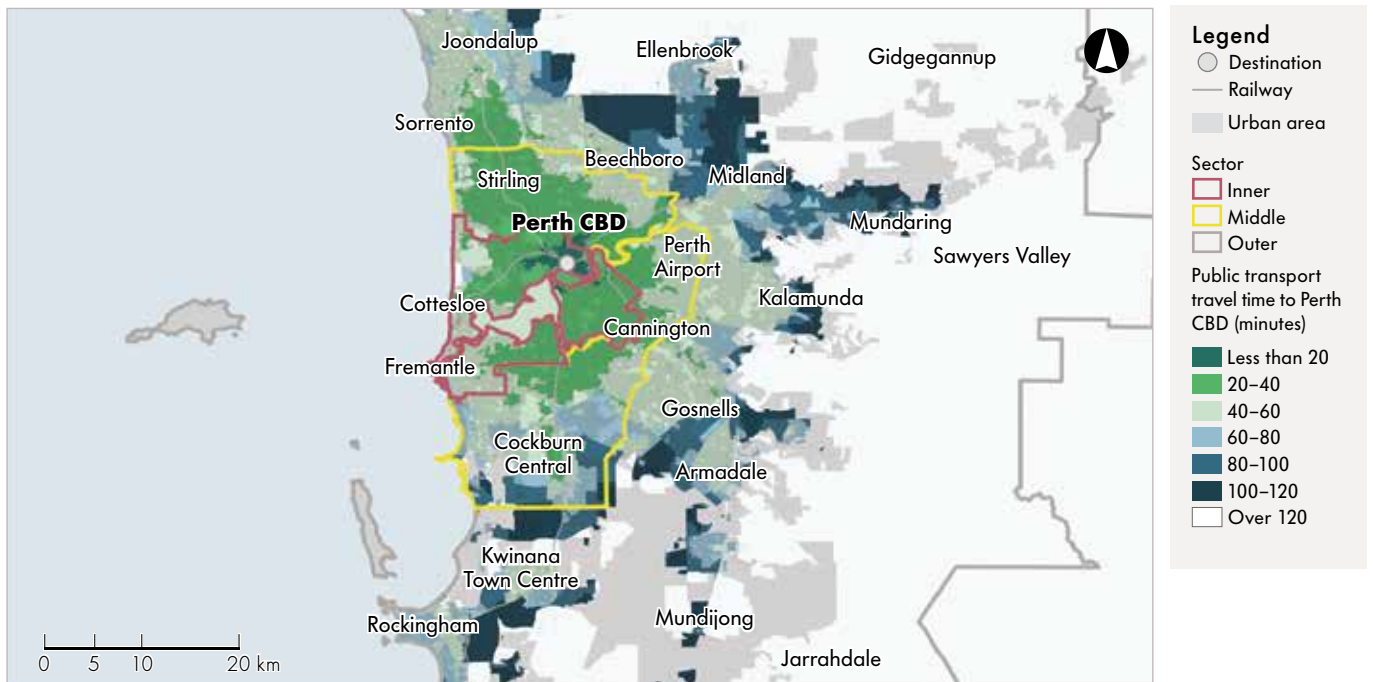 Joondalup
Ellenbrook
Gidgegannup
Sorrento
Beechboro
Stirling
Midland
Perth CBD
Mundaring
Perth
Airport
Sawyers Valley
Cottesloe
Kalamunda
Cannington
Fremantle
Gosnells
Cockburn
Central
Armadale
Kwinana
Town Centre
Rockingham
Mundijong
Jarrahdale
0 5 10 20 km
Legend
Destination
Railway
Urban area
Sector
Inner
Middle
Outer
Public transport
travel time to Perth
CBD (minutes)
Less than 20
20–40
40–60
60–80
80–100
100–120
Over 120